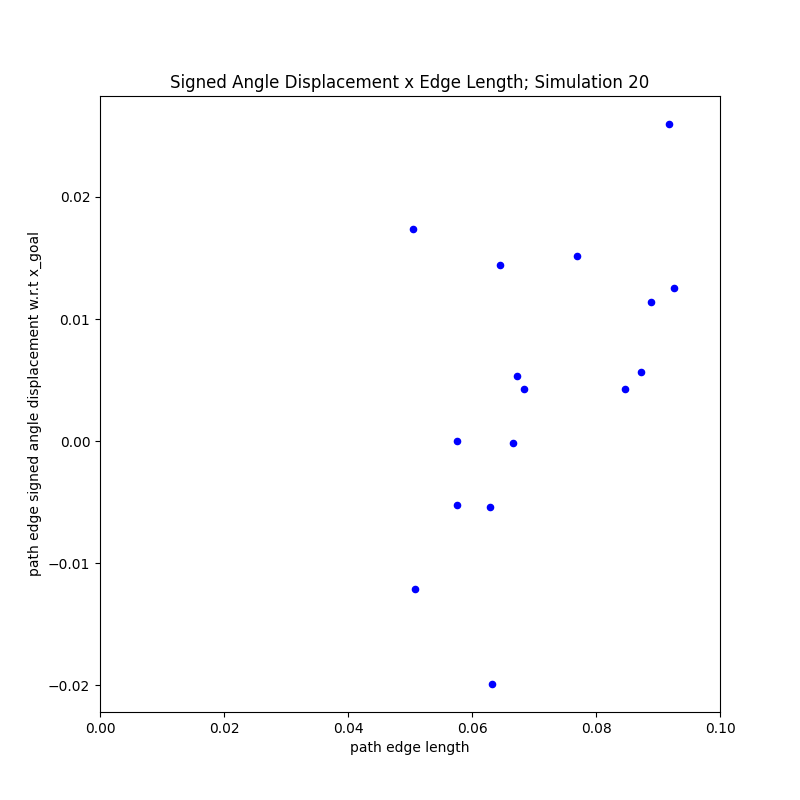 Signed Angle Displacement x Edge Length; Simulation 20
path edge signed angle displacement w.r.t x_goal
0.02
0.01
0.00
−0.01
−0.02
0.00 0.02 0.04 0.06 0.08 0.10
path edge length